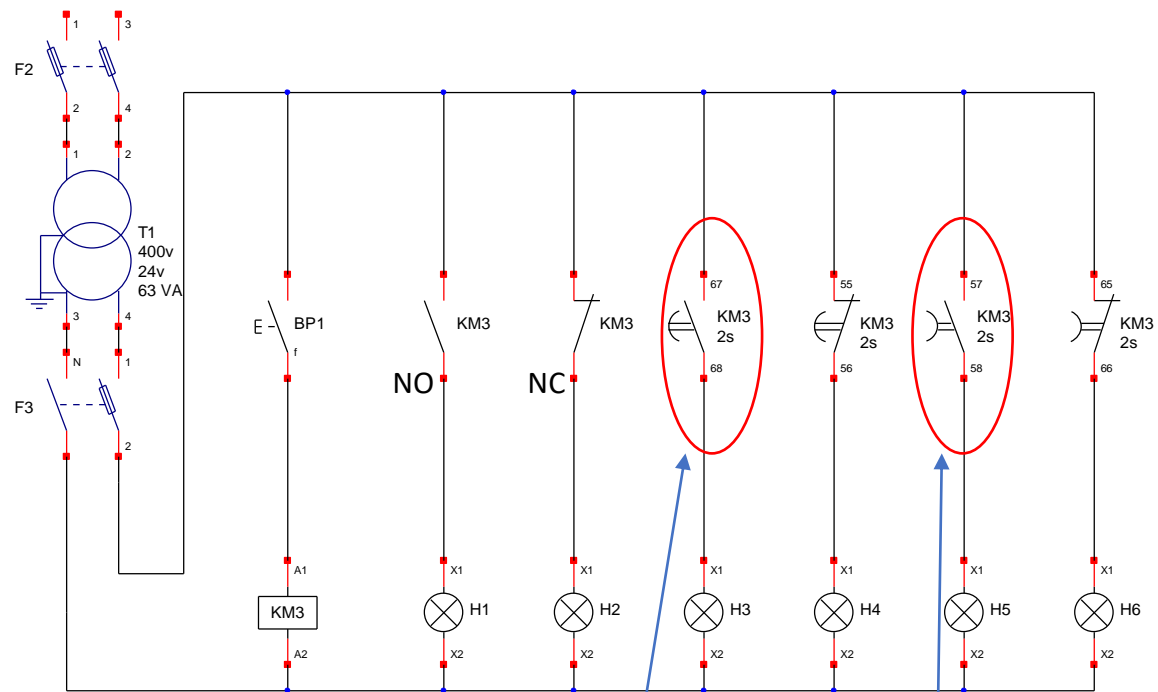 1
3
F2
2
4
1
2
T1
400v
24v
63 VA
3
4
N
1
F3
2
BP1
f
KM3
NO
KM3
NC
67
KM3
2s
68
55
KM3
2s
56
57
KM3
2s
58
65
KM3
2s
66
A1
KM3
A2
X1
H1
X2
X1
H2
X2
X1
H3
X2
X1
H4
X2
X1
H5
X2
X1
H6
X2